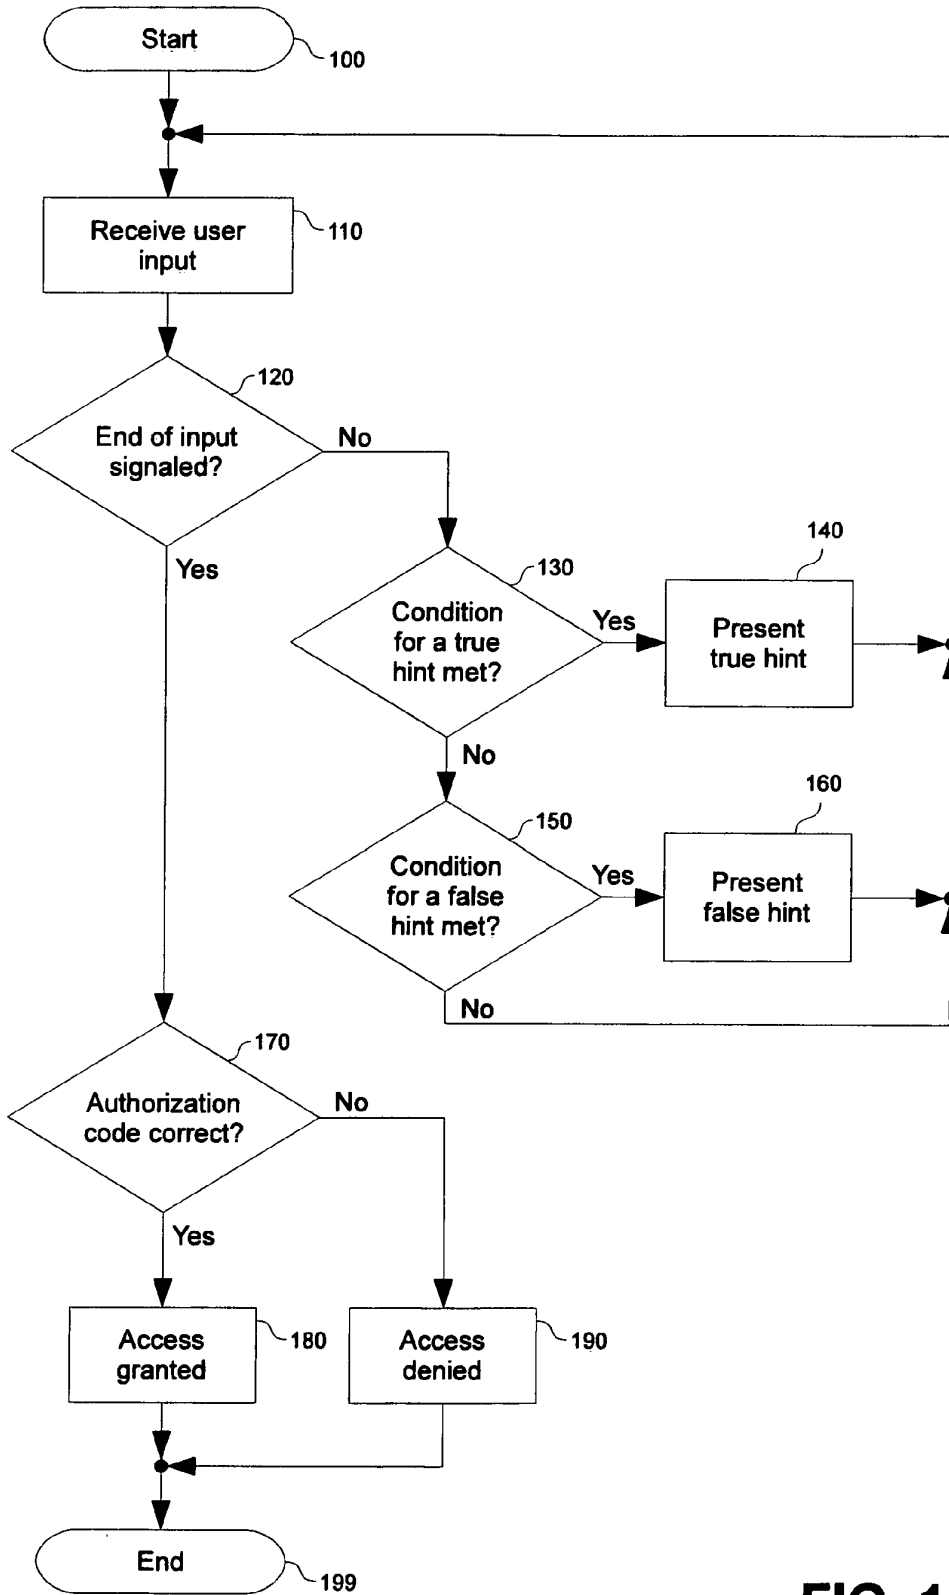 Start
100
Receive user
input
110
120
End of input
signaled?
No
Yes
130
Condition
for a true
hint met?
Yes
140
Present
true hint
No
150
Condition
for a false
hint met?
Yes
160
Present
false hint
No
170
Authorization
code correct?
No
Yes
Access
granted
180
Access
denied
190
End
199
FIG. 1